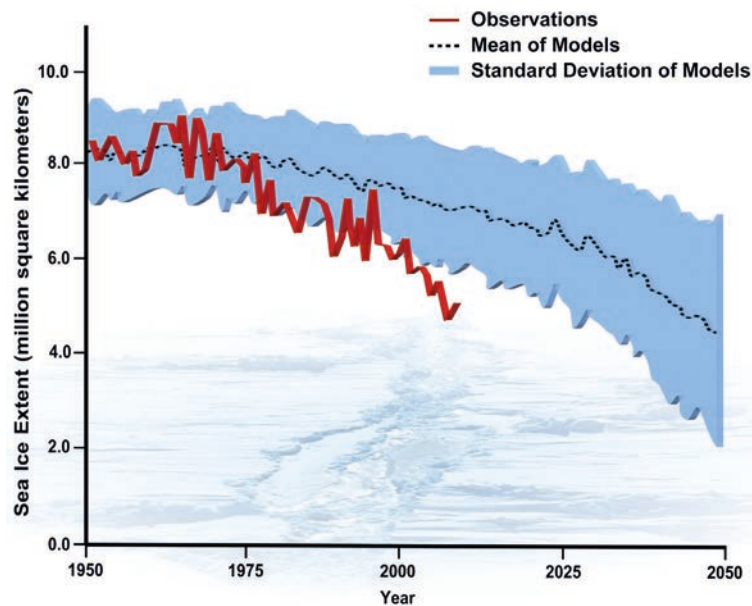 Observations
Mean of Models
Standard Deviation of Models
Sea Ice Extent (million square kilometers)
10.0
8.0
6.0
4.0
2.0
0.0
1950
1975
2000
2025
2050
Year